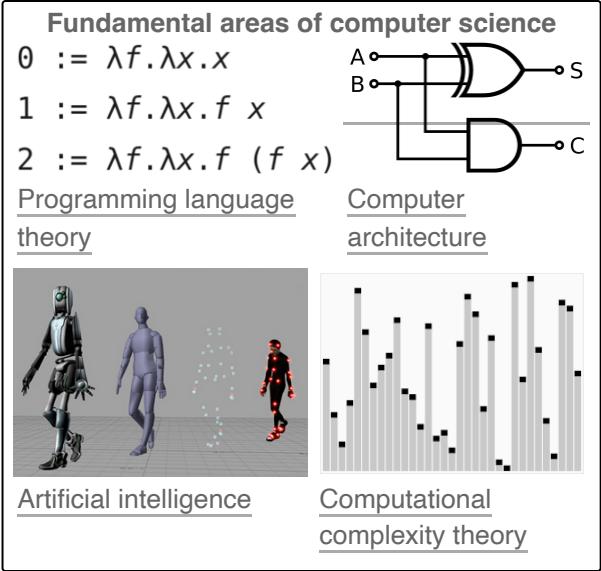 Fundamental areas of computer science
0 := λf.λx.x
1 := λf.λx.f x
2 := λf.λx.f (f x)
A
B
S
C
Programming language
theory
Computer
architecture
Artificial intelligence
Computational
complexity theory